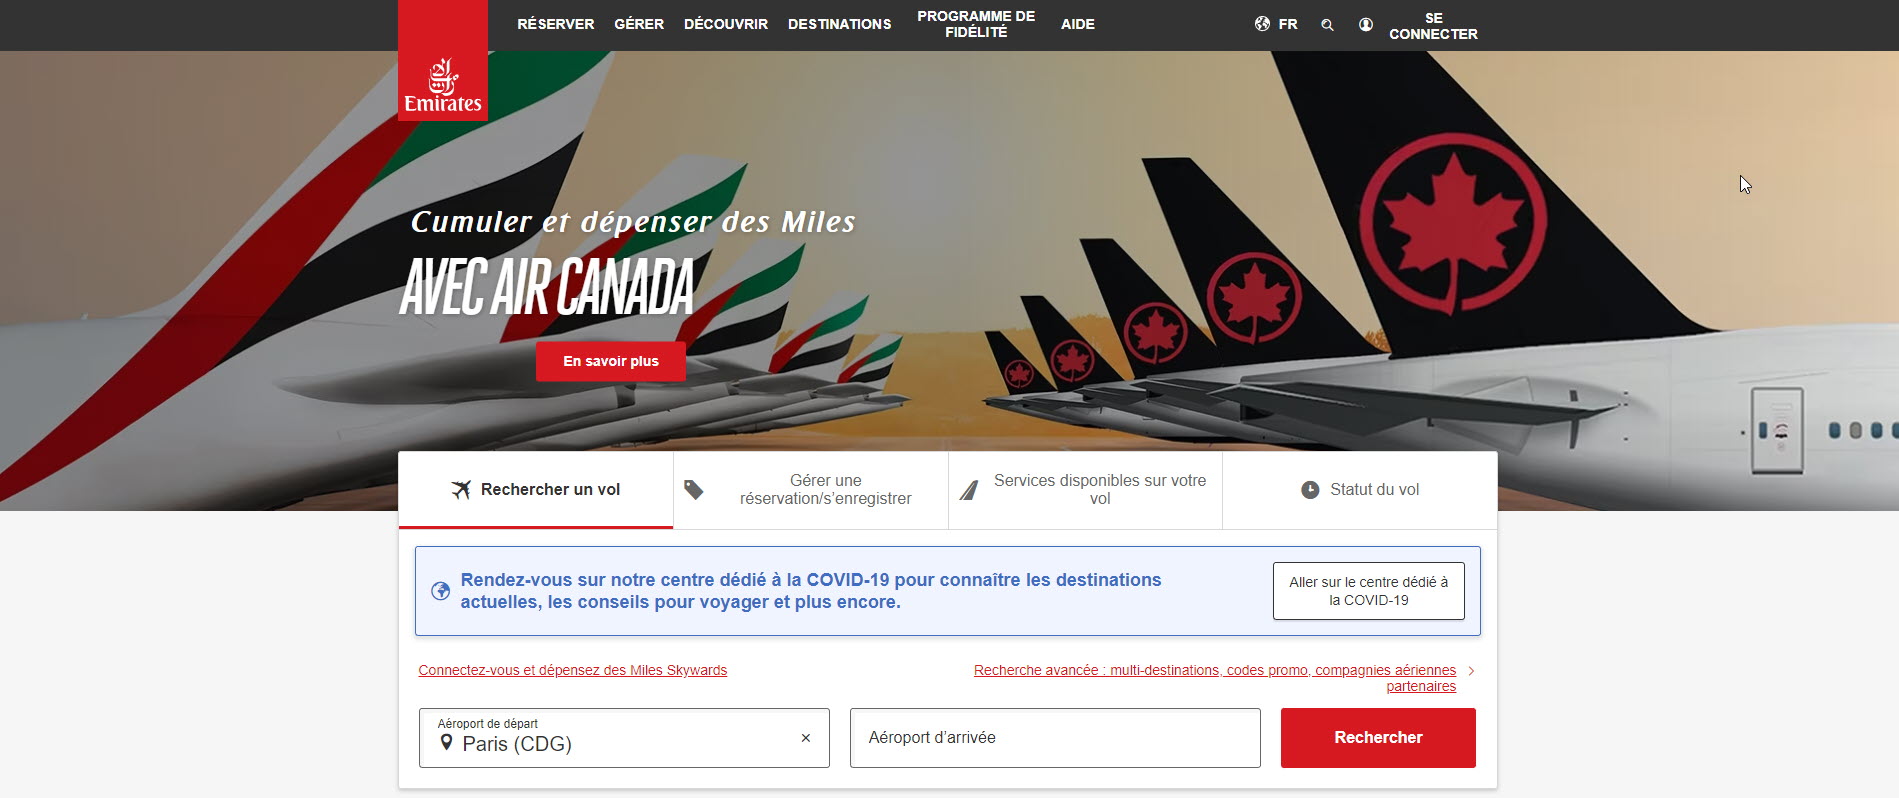 RÉSERVER GÉRER DÉCOUVRIR DESTINATIONS PROGRAMME DE
FIDÉLITÉ AIDE FR SE
CONNECTER
Emirates
Cumuler et dépenser des Miles
AVEC AIR CANADA
En savoir plus
Rechercher un vol
Gérer une
réservation/s'enregistrer
Services disponibles sur votre
vol
Statut du vol
Rendez-vous sur notre centre dédié à la COVID-19 pour connaître les destinations
actuelles, les conseils pour voyager et plus encore.
Aller sur le centre dédié à
la COVID-19
Connectez-vous et dépensez des Miles Skywards
Recherche avancée : multi-destinations, codes promo, compagnies aériennes
partenaires
Aéroport de départ
Paris (CDG)
Aéroport d'arrivée
Rechercher